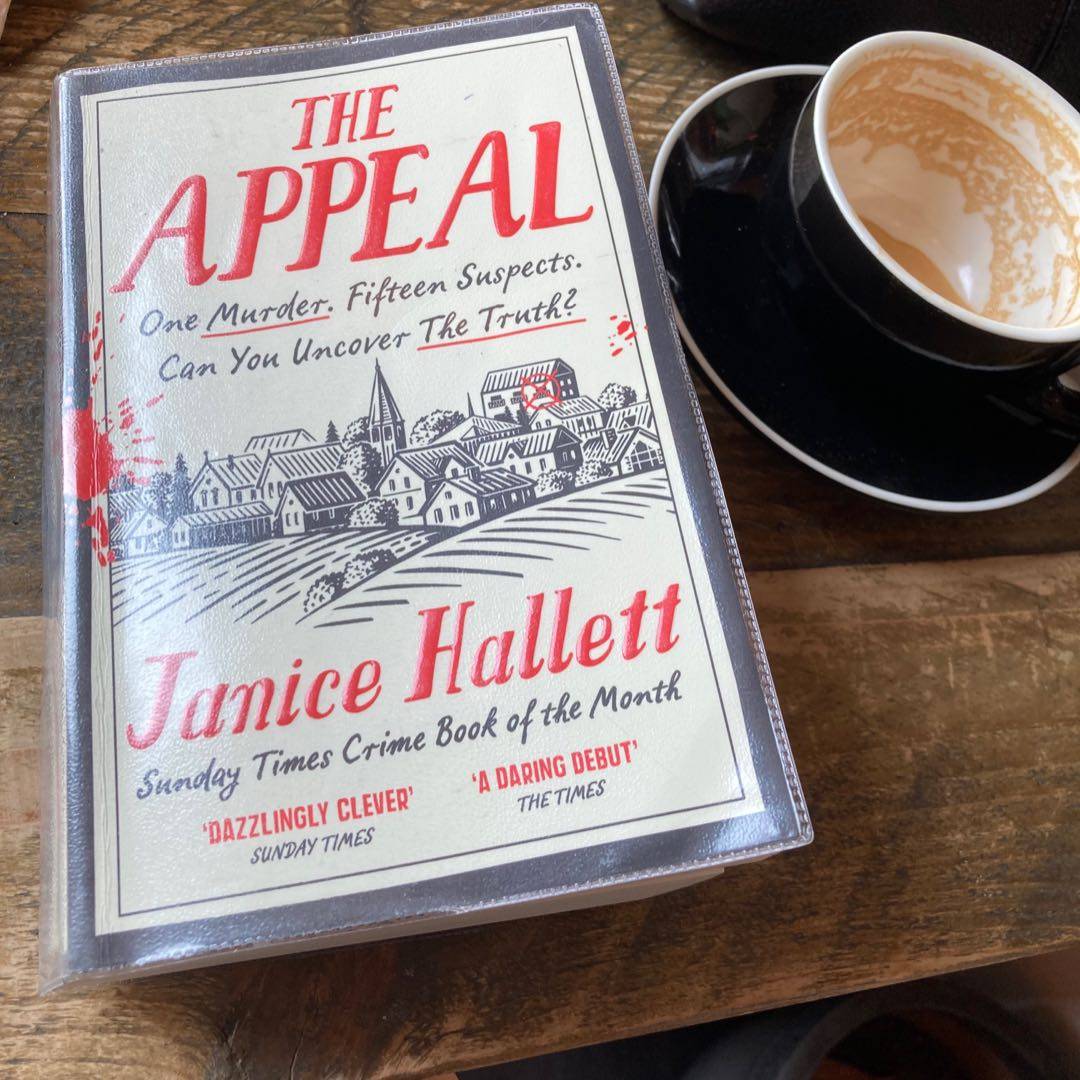 THE
APPEAL
One Murder. Fifteen Suspects.
Can You Uncover The Truth?
Janice Hallett
Sunday Times Crime Book of the Month
‘DAZZLINGLY CLEVER’
SUNDAY TIMES
‘A DARING DEBUT’
THE TIMES